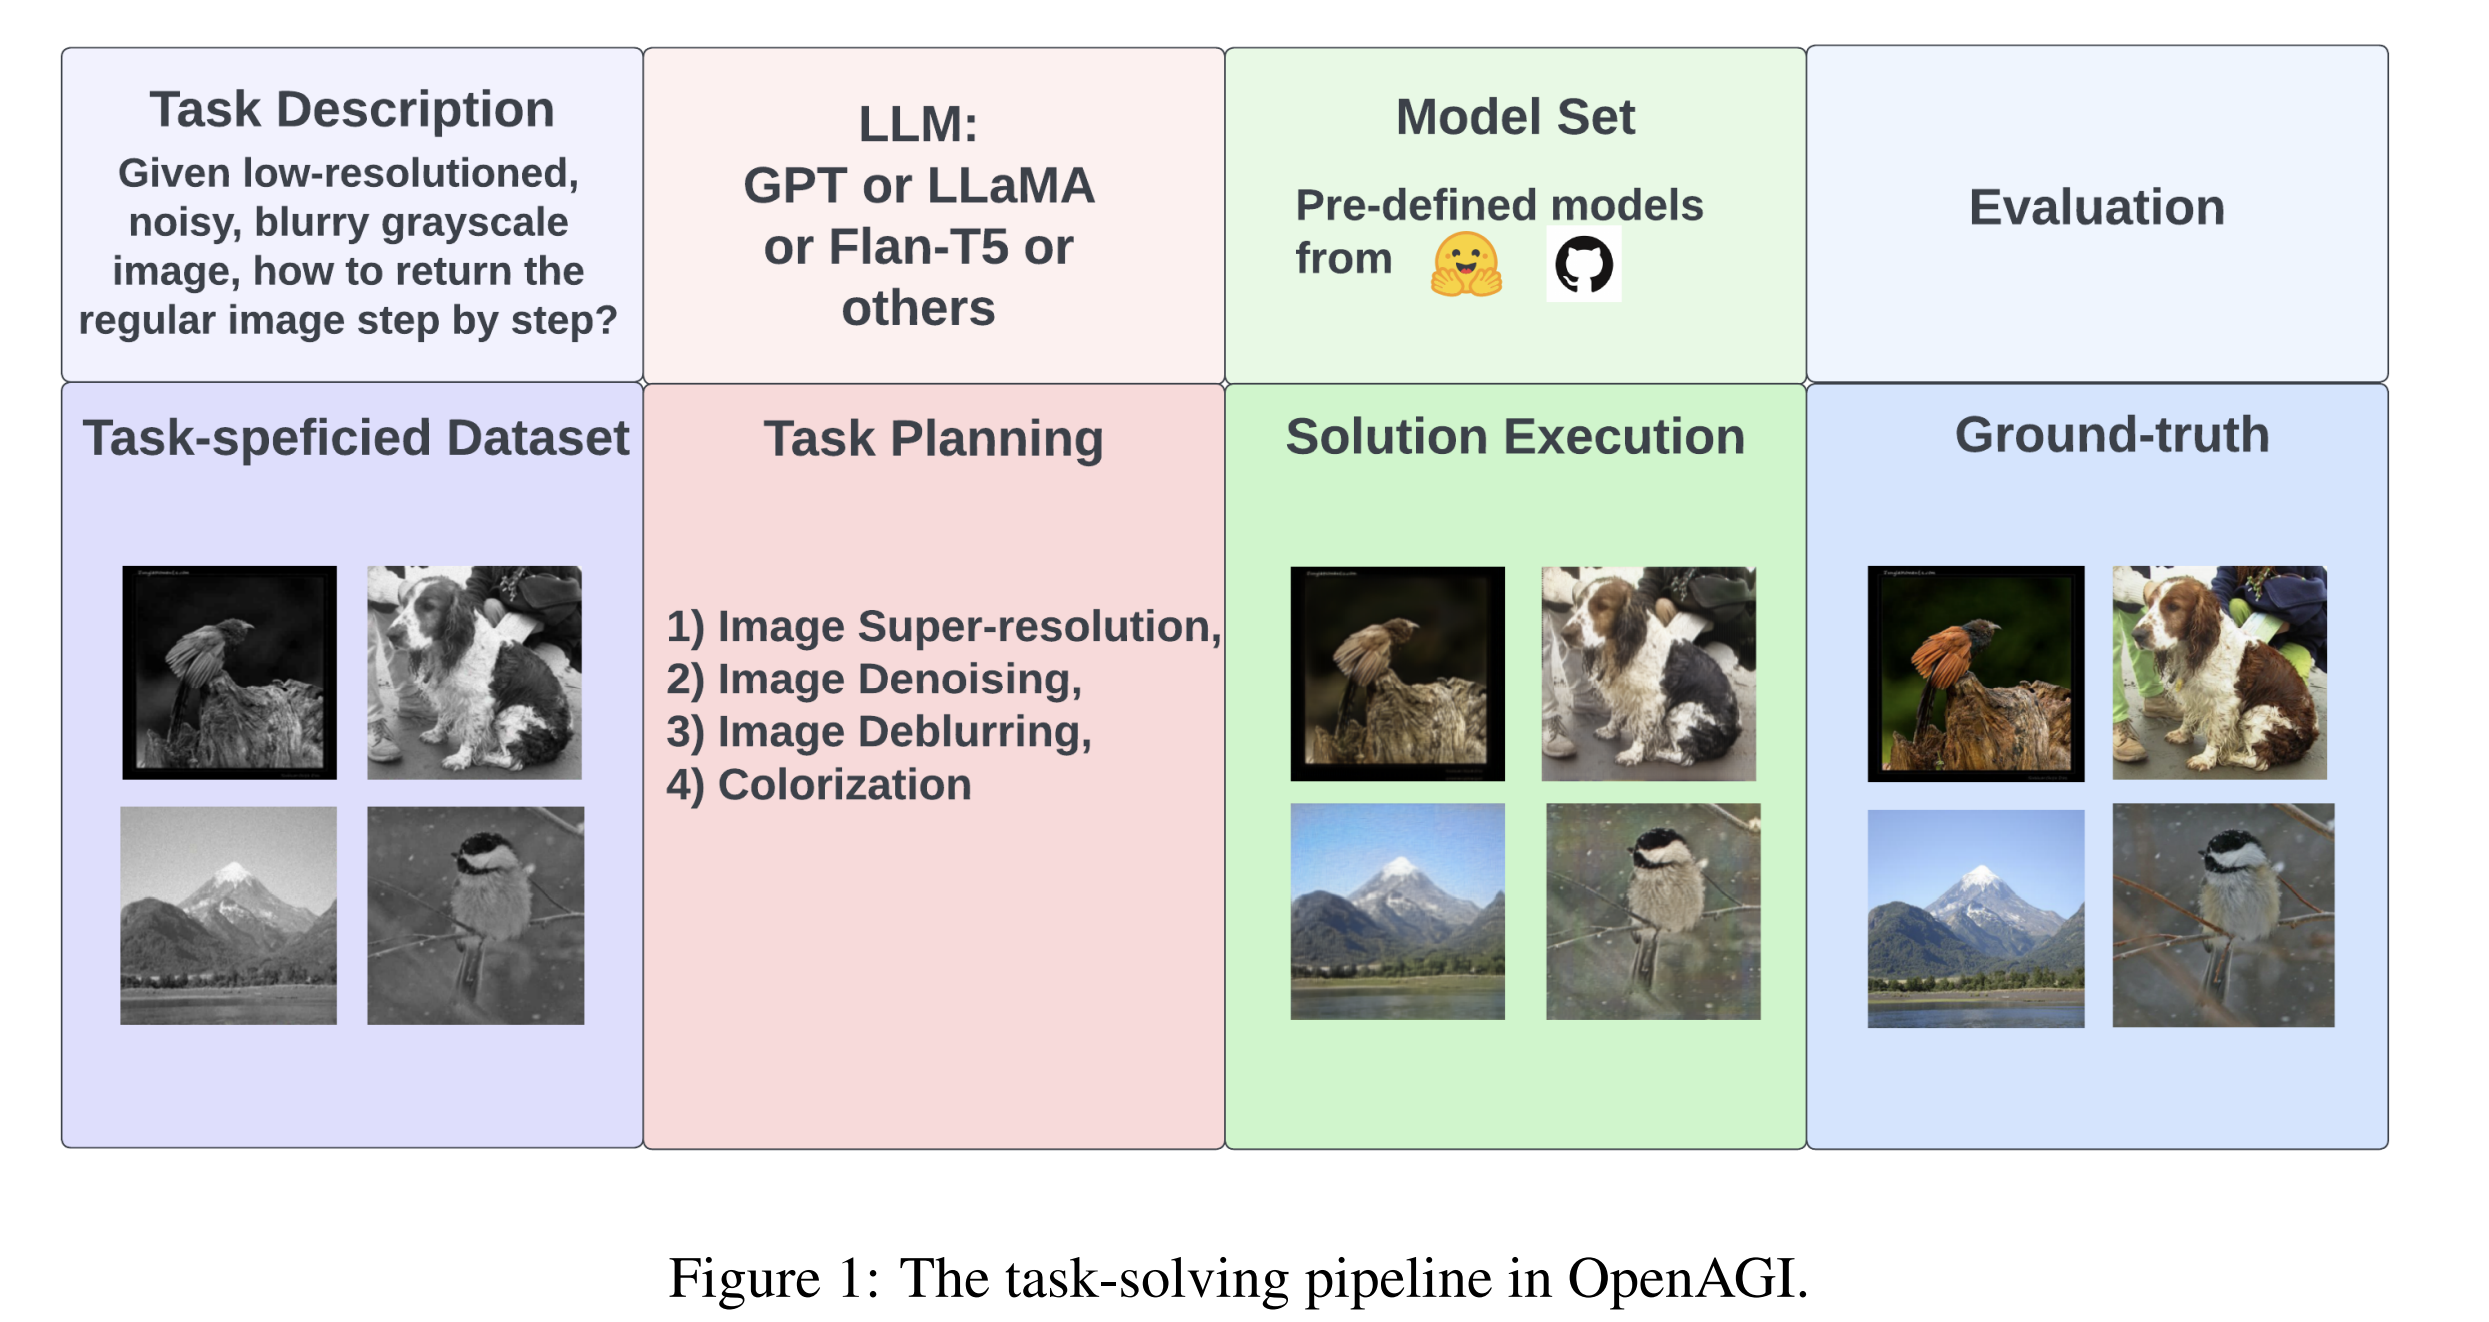 Task Description
Given low-resolutioned,
noisy, blurry grayscale
image, how to return the
regular image step by step?
LLM:
GPT or LLaMA
or Flan-T5 or
others
Model Set
Pre-defined models
from
Evaluation
Task-speficied Dataset
Task Planning
1) Image Super-resolution,
2) Image Denoising,
3) Image Deblurring,
4) Colorization
Solution Execution
Ground-truth
Figure 1: The task-solving pipeline in OpenAGI.